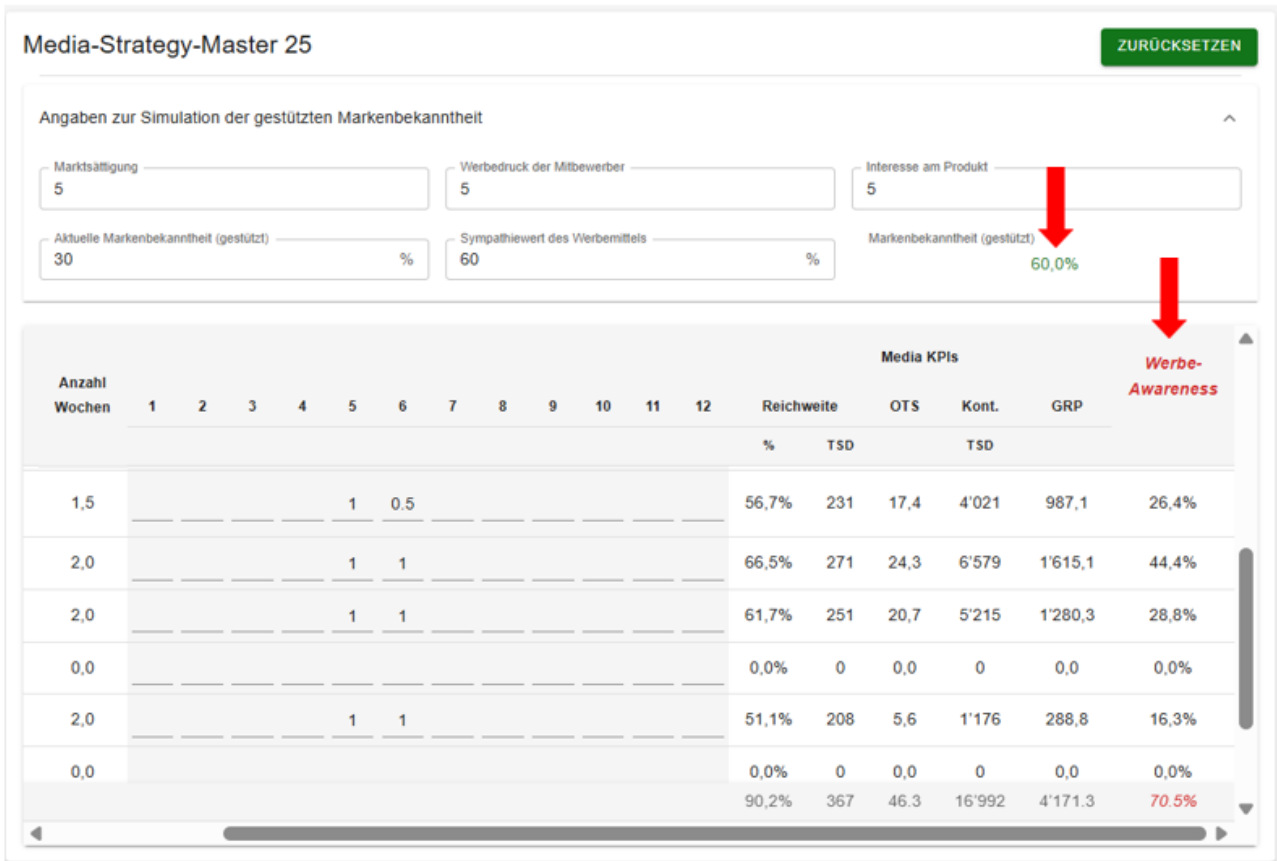 Media-Strategy-Master 25
ZURÜCKSETZEN
Angaben zur Simulation der gestützten Markenbekanntheit
Marktsättigung
5
Werbedruck der Mitbewerber
5
Interesse am Produkt
5
Aktuelle Markenbekanntheit (gestützt)
30 %
Sympathiewert des Werbemittels
60 %
Markenbekanntheit (gestützt)
60,0%
Anzahl Wochen 1 2 3 4 5 6 7 8 9 10 11 12
Media KPIs
Reichweite OTS Kont. GRP
% TSD TSD
Werbe-
Awareness
1,5 1 0.5 56,7% 231 17,4 4'021 987,1 26,4%
2,0 1 1 66,5% 271 24,3 6'579 1'615,1 44,4%
2,0 1 1 61,7% 251 20,7 5'215 1'280,3 28,8%
0,0 0,0% 0 0,0 0 0,0 0,0%
2,0 1 1 51,1% 208 5,6 1'176 288,8 16,3%
0,0 0,0% 0 0,0 0 0,0 0,0%
90,2% 367 46.3 16'992 4'171.3 70.5%